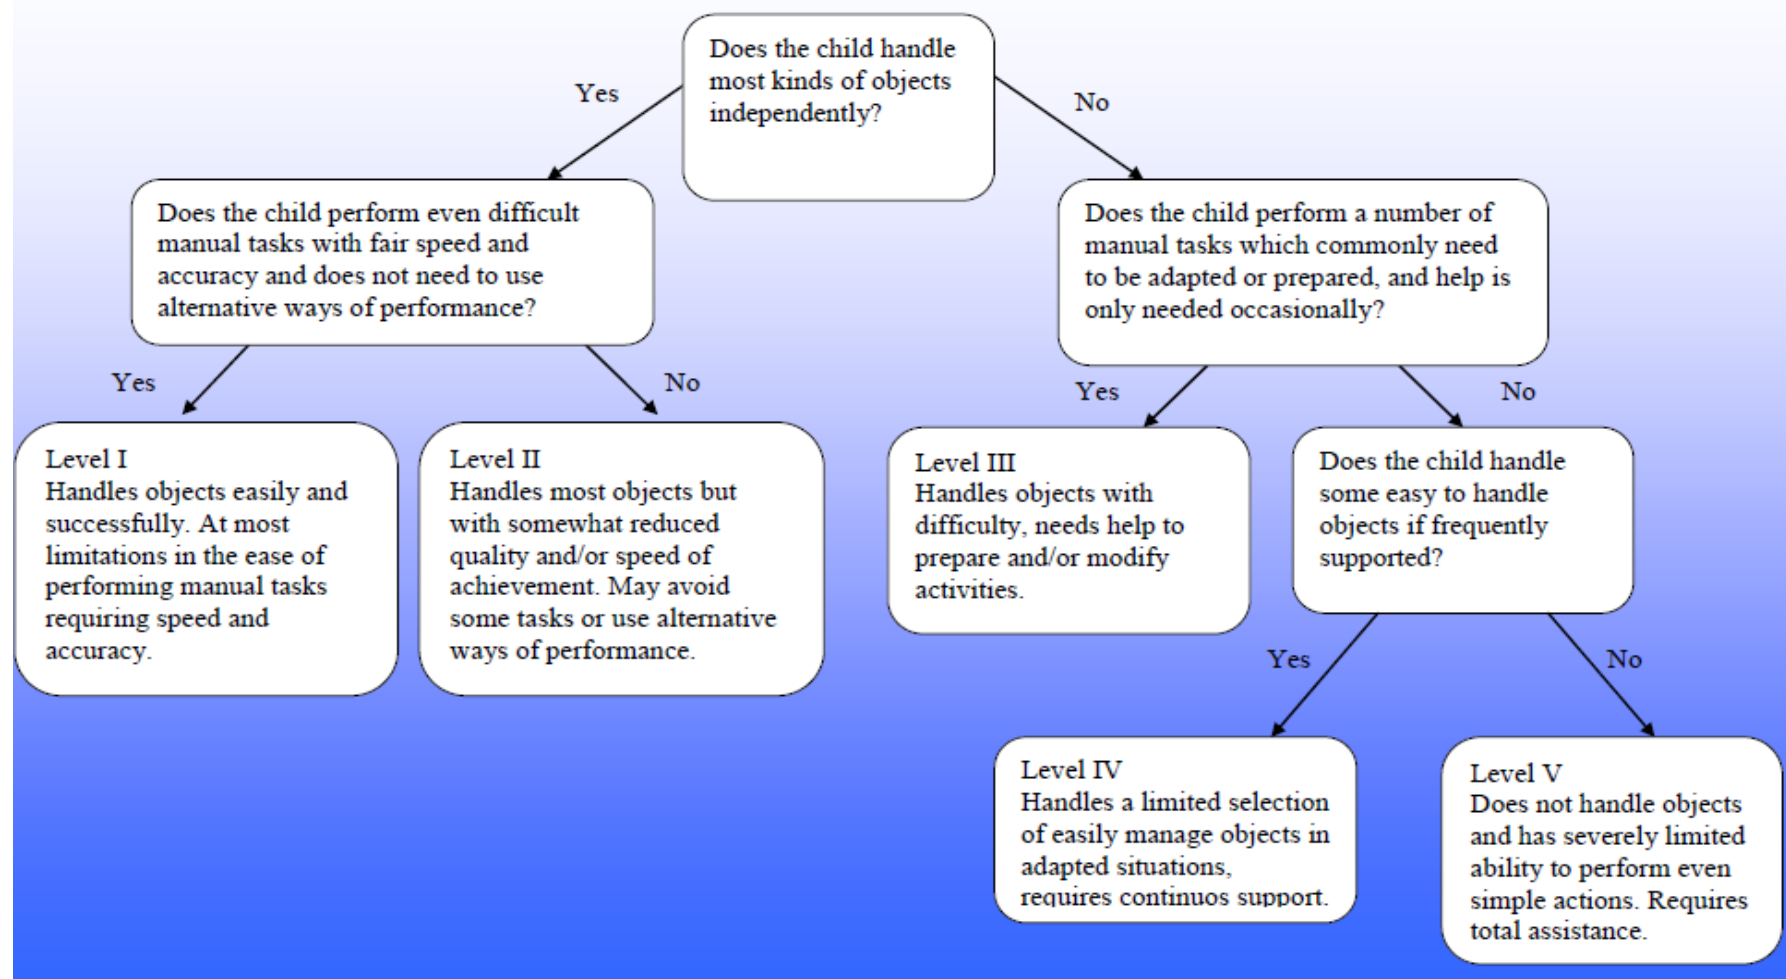 Does the child handle
most kinds of objects
independently?
Yes
No
Does the child perform even difficult
manual tasks with fair speed and
accuracy and does not need to use
alternative ways of performance?
Does the child perform a number of
manual tasks which commonly need
to be adapted or prepared, and help is
only needed occasionally?
Yes
No
Yes
No
Level I
Handles objects easily and
successfully. At most
limitations in the ease of
performing manual tasks
requiring speed and
accuracy.
Level II
Handles most objects but
with somewhat reduced
quality and/or speed of
achievement. May avoid
some tasks or use alternative
ways of performance.
Level III
Handles objects with
difficulty, needs help to
prepare and/or modify
activities.
Does the child handle
some easy to handle
objects if frequently
supported?
Yes
No
Level IV
Handles a limited selection
of easily manage objects in
adapted situations,
requires continuos support.
Level V
Does not handle objects
and has severely limited
ability to perform even
simple actions. Requires
total assistance.